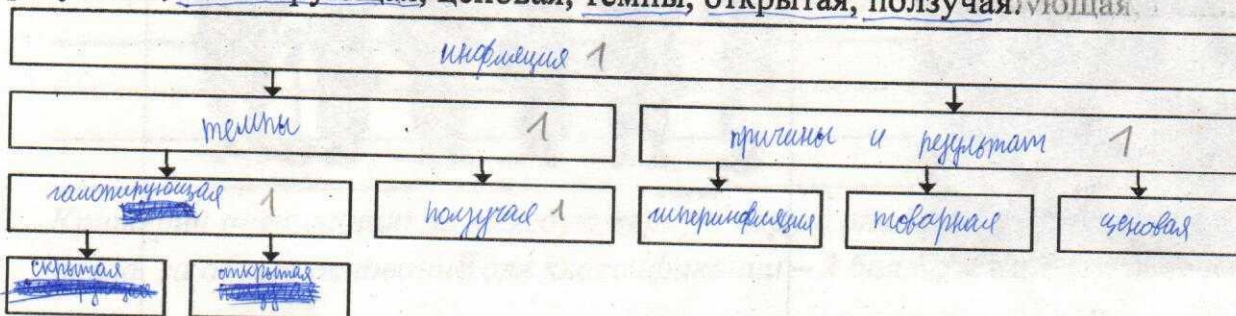 ценовая, темпы, открытая, ползучая.
инфляция 1
темпы 1 причины и результат 1
галопирующая 1 ползучая 1 гиперинфляция товарная ценовая
скрытая открытая